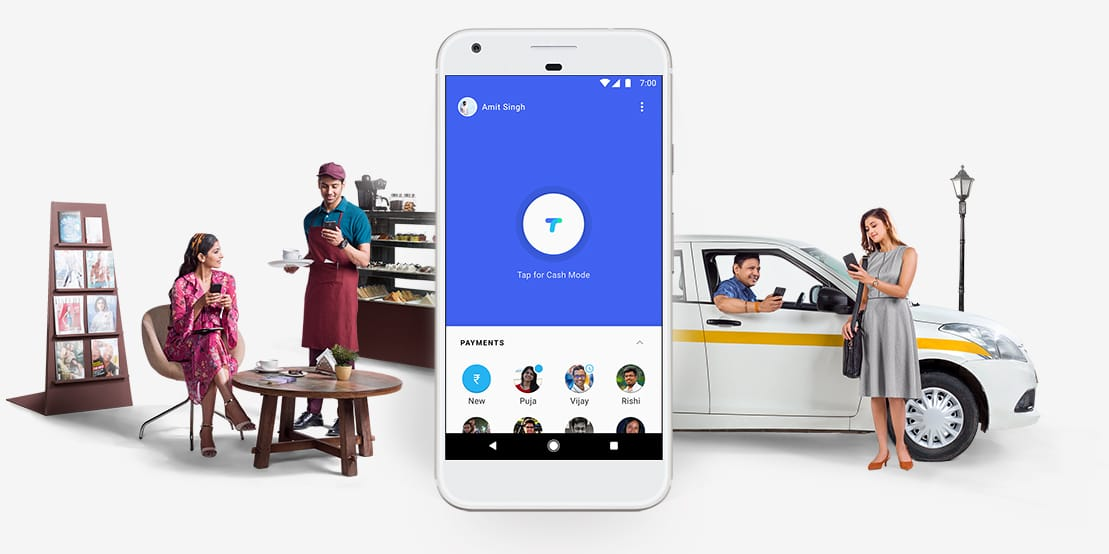 7:00
Amit Singh
Tap for Cash Mode
PAYMENTS
₹
New
Puja
Vijay
Rishi